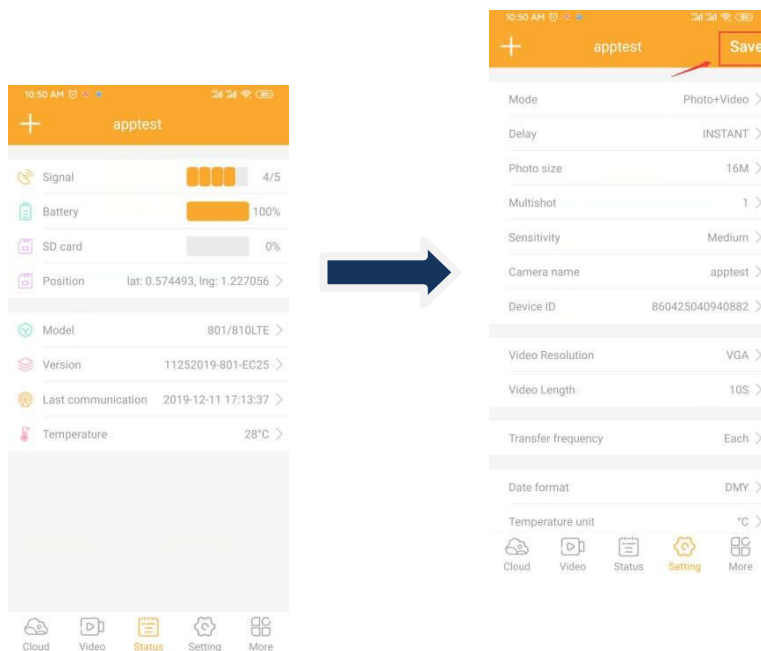 10:50 AM
apptest
Signal 4/5
Battery 100%
SD card 0%
Position lat: 0.574493, lng: 1.227056
Model 801/810LTE
Version 11252019-801-EC25
Last communication 2019-12-11 17:13:37
Temperature 28°C
Cloud Video Status Setting More
10:50 AM
apptest Save
Mode Photo+Video
Delay INSTANT
Photo size 16M
Multishot 1
Sensitivity Medium
Camera name apptest
Device ID 860425040940882
Video Resolution VGA
Video Length 10S
Transfer frequency Each
Date format DMY
Temperature unit °C
Cloud Video Status Setting More